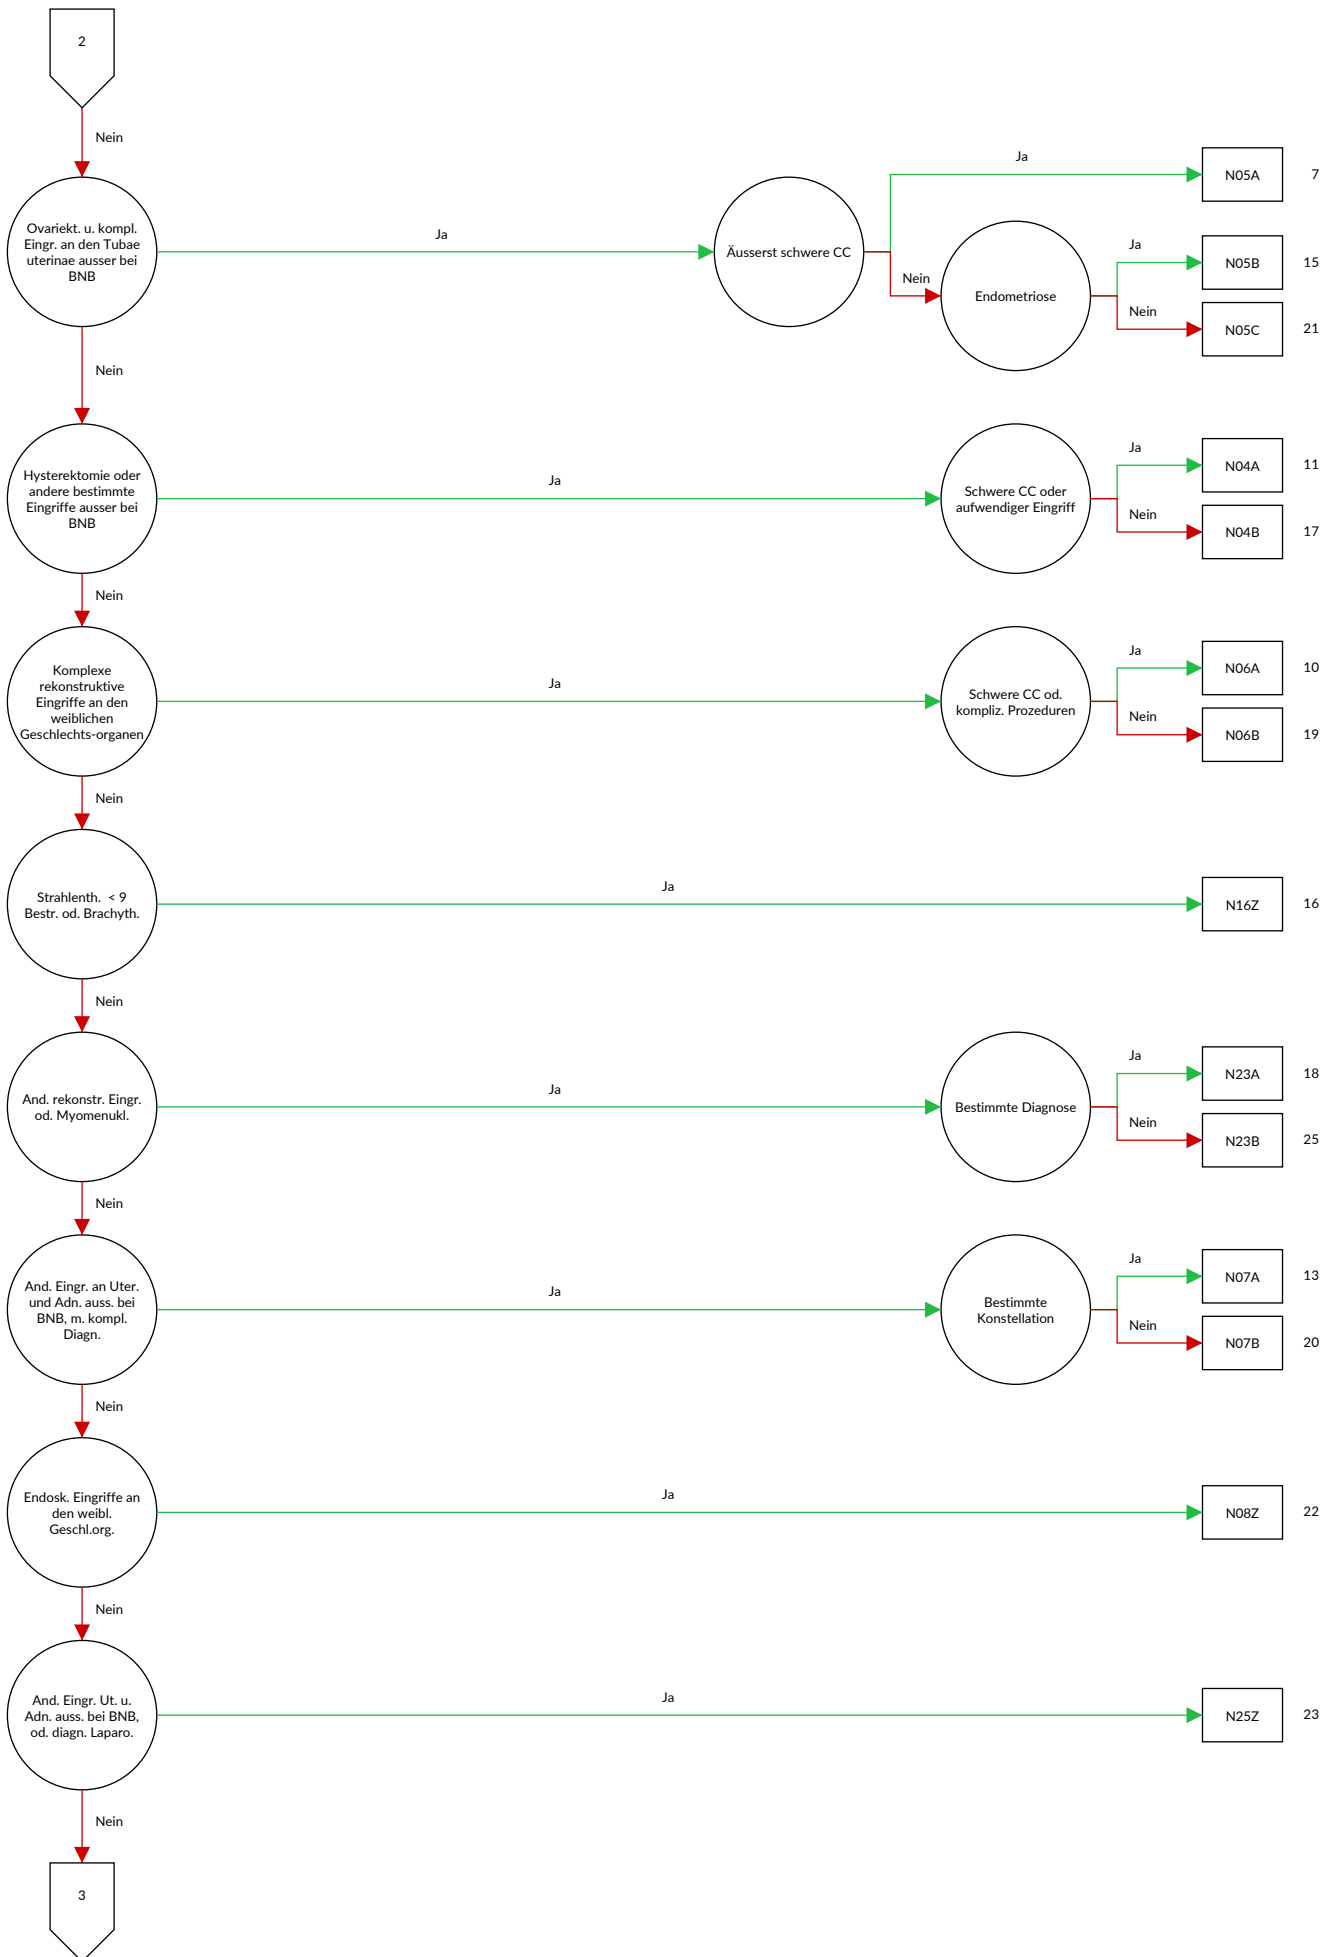 2
Nein
Ovariekt. u. kompl.
Eingr. an den Tubae
uterinae ausser bei
BNB
Ja
Äusserst schwere CC
Ja
N05A
7
Nein
Endometriose
Ja
N05B
15
Nein
N05C
21
Nein
Hysterektomie oder
andere bestimmte
Eingriffe ausser bei
BNB
Ja
Schwere CC oder
aufwendiger Eingriff
Ja
N04A
11
Nein
N04B
17
Nein
Komplexe
rekonstruktive
Eingriffe an den
weiblichen
Geschlechts-organen
Ja
Schwere CC od.
kompliz. Prozeduren
Ja
N06A
10
Nein
N06B
19
Nein
Strahlenth. < 9
Bestr. od. Brachyth.
Ja
N16Z
16
Nein
And. rekonstr. Eingr.
od. Myomenukl.
Ja
Bestimmte Diagnose
Ja
N23A
18
Nein
N23B
25
Nein
And. Eingr. an Uter.
und Adn. auss. bei
BNB, m. kompl.
Diagn.
Ja
Bestimmte
Konstellation
Ja
N07A
13
Nein
N07B
20
Nein
Endosk. Eingriffe an
den weibl.
Geschl.org.
Ja
N08Z
22
Nein
And. Eingr. Ut. u.
Adn. auss. bei BNB,
od. diagn. Laparo.
Ja
N25Z
23
Nein
3